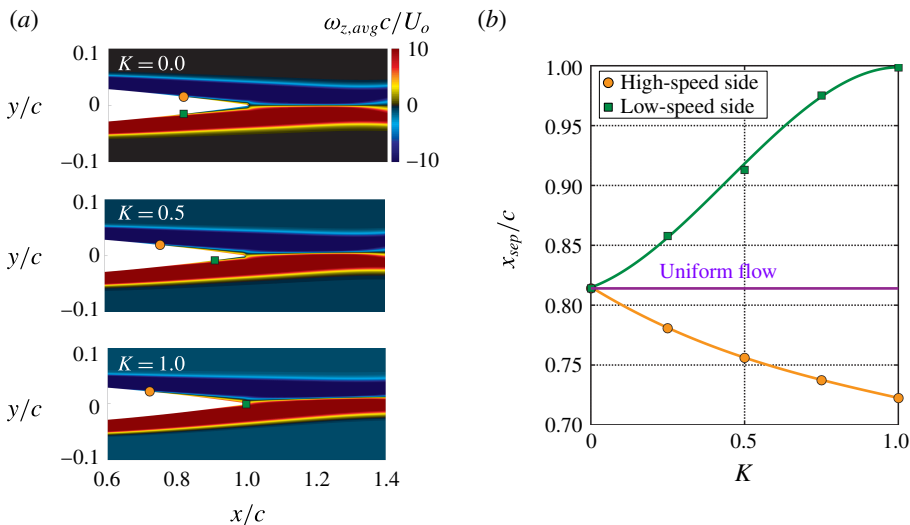 (a)
ω_{z,avg}c/U_o
10
0
–10
0.1
K = 0.0
y/c
0
–0.1
0.1
K = 0.5
y/c
0
–0.1
0.1
K = 1.0
y/c
0
–0.1
0.6 0.8 1.0 1.2 1.4
x/c
(b)
1.00
0.95
0.90
0.85
0.80
0.75
0.70
x_{sep}/c
High-speed side
Low-speed side
Uniform flow
0 0.5 1.0
K